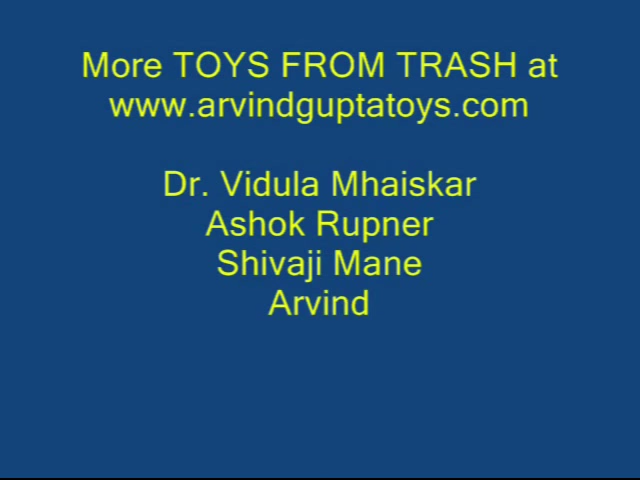 More TOYS FROM TRASH at
www.arvindguptatoys.com
Dr. Vidula Mhaiskar
Ashok Rupner
Shivaji Mane
Arvind